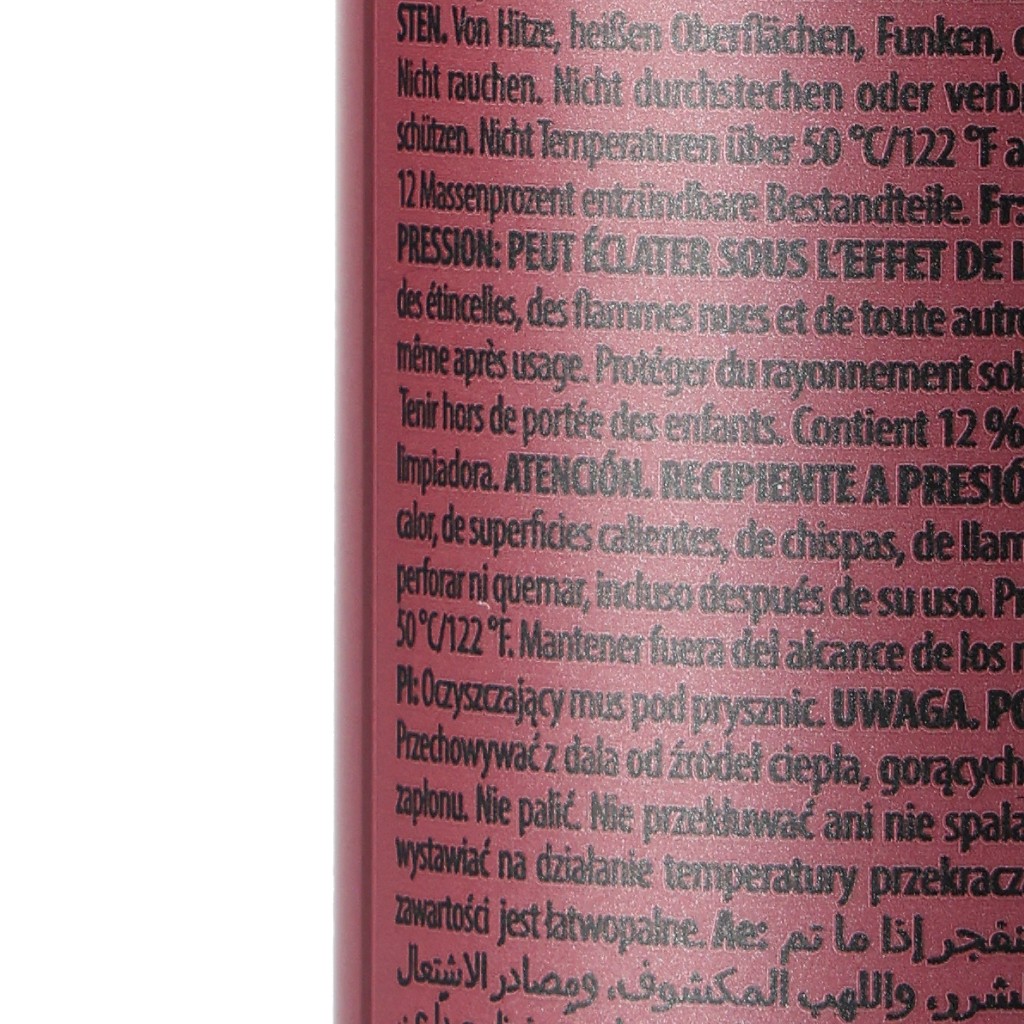 STEN. Von Hitze, heißen Oberflächen, Funken,
Nicht rauchen. Nicht durchstechen oder verb
schützen. Nicht Temperaturen über 50 °C/122 °F a
12 Massenprozent entzündbare Bestandteile. Fr:
PRESSION: PEUT ÉCLATER SOUS L'EFFET DE L
des étincelles, des flammes nues et de toute autre
même après usage. Protéger du rayonnement sol
Tenir hors de portée des enfants. Contient 12 %
limpiadora. ATENCIÓN. RECIPIENTE A PRESIÓ
calor, de superficies calientes, de chispas, de llam
perforar ni quemar, incluso después de su uso. Pr
50 °C/122 °F. Mantener fuera del alcance de los n
Pl: Oczyszczający mus pod prysznic. UWAGA. PO
Przechowywać z dala od źródeł ciepła, gorących
zapłonu. Nie palić. Nie przekłuwać ani nie spala
wystawiać na działanie temperatury przekracz
zawartości jest łatwopalne. Ae: نفجر إذا ما تم
لشرر، واللهب المكشوف، ومصادر الاشتعال